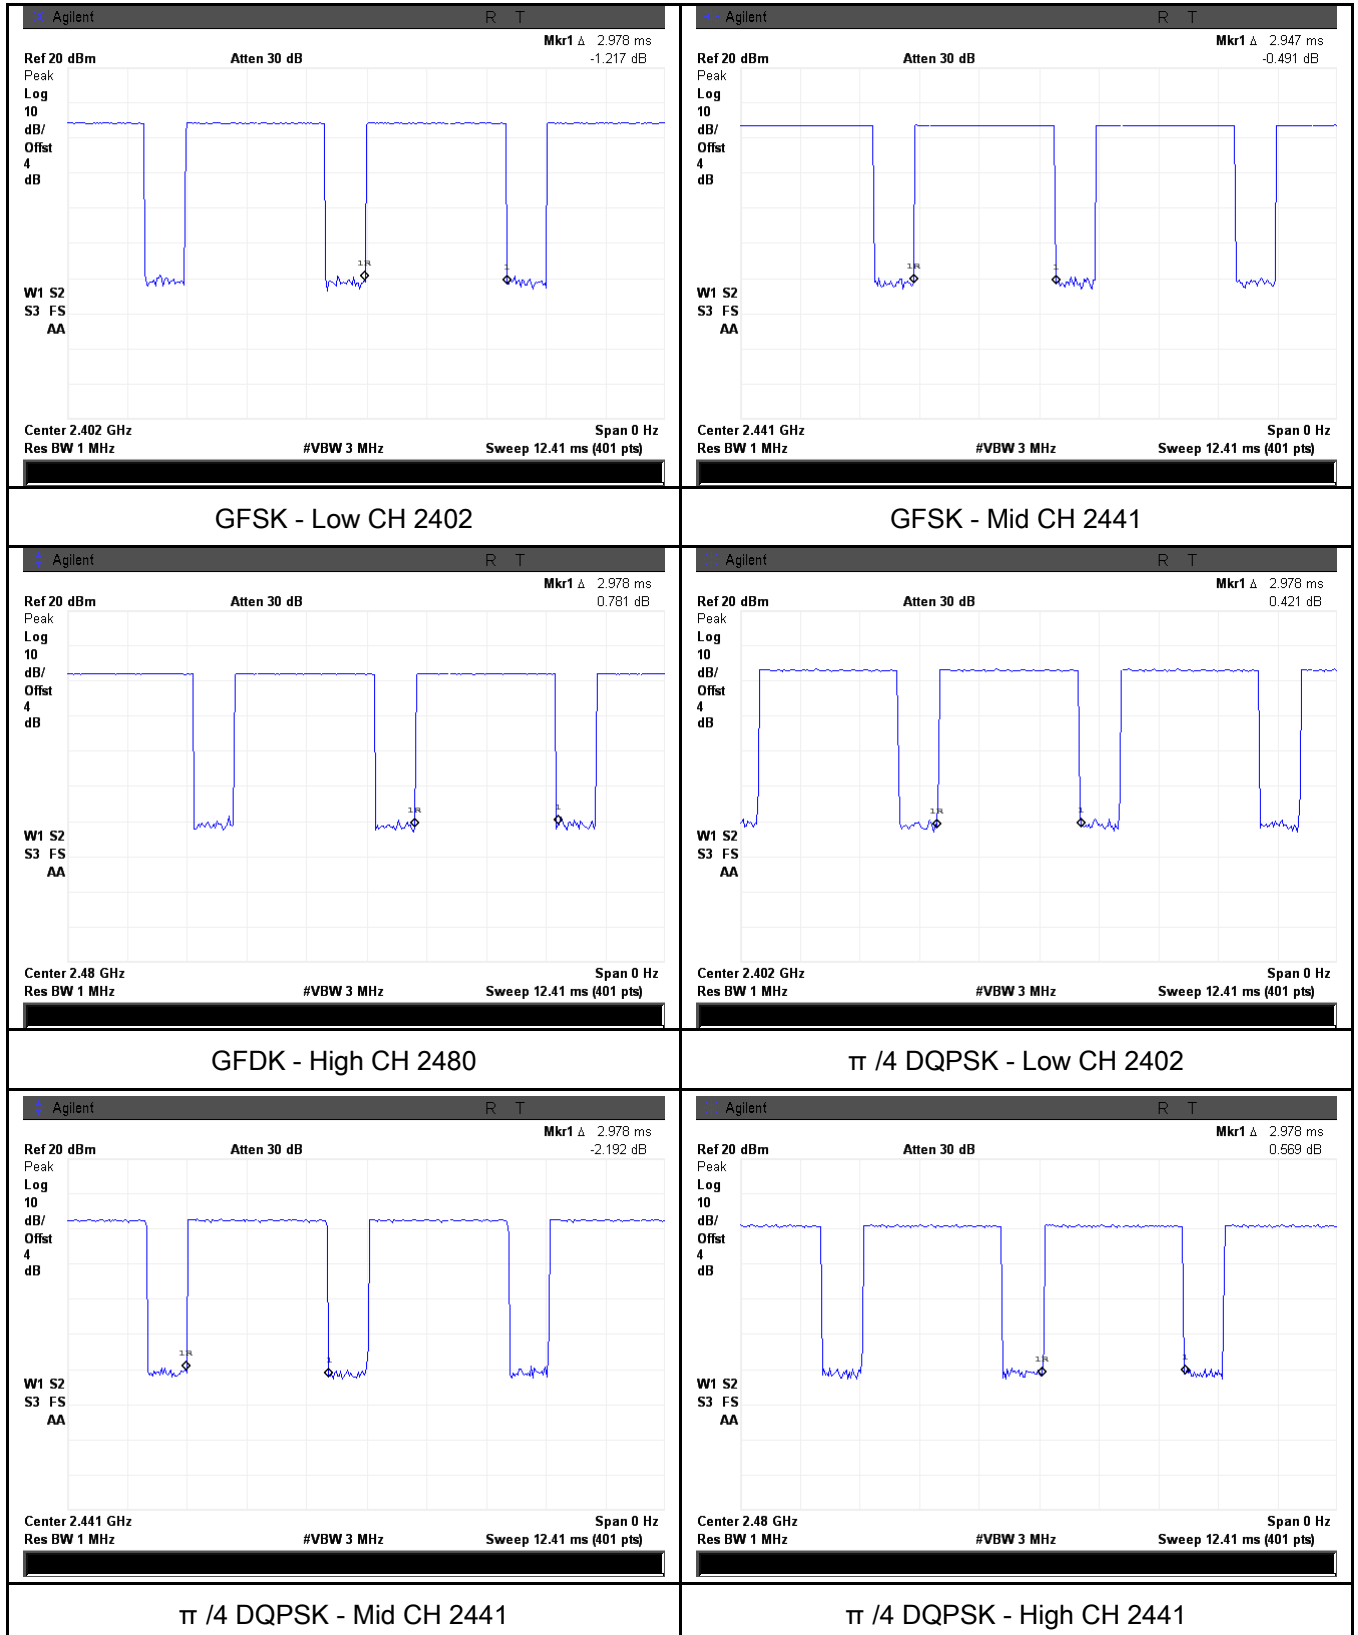 Agilent R T
Mkr1 Δ 2.978 ms
Ref 20 dBm Atten 30 dB -1.217 dB
Peak
Log
10
dB/
Offst
4
dB
1R
1
W1 S2
S3 FS
AA
Center 2.402 GHz Span 0 Hz
Res BW 1 MHz #VBW 3 MHz Sweep 12.41 ms (401 pts)
GFSK - Low CH 2402
Agilent R T
Mkr1 Δ 2.947 ms
Ref 20 dBm Atten 30 dB -0.491 dB
Peak
Log
10
dB/
Offst
4
dB
1R
1
W1 S2
S3 FS
AA
Center 2.441 GHz Span 0 Hz
Res BW 1 MHz #VBW 3 MHz Sweep 12.41 ms (401 pts)
GFSK - Mid CH 2441
Agilent R T
Mkr1 Δ 2.978 ms
Ref 20 dBm Atten 30 dB 0.781 dB
Peak
Log
10
dB/
Offst
4
dB
1R
1
W1 S2
S3 FS
AA
Center 2.48 GHz Span 0 Hz
Res BW 1 MHz #VBW 3 MHz Sweep 12.41 ms (401 pts)
GFDK - High CH 2480
Agilent R T
Mkr1 Δ 2.978 ms
Ref 20 dBm Atten 30 dB 0.421 dB
Peak
Log
10
dB/
Offst
4
dB
1R
1
W1 S2
S3 FS
AA
Center 2.402 GHz Span 0 Hz
Res BW 1 MHz #VBW 3 MHz Sweep 12.41 ms (401 pts)
π /4 DQPSK - Low CH 2402
Agilent R T
Mkr1 Δ 2.978 ms
Ref 20 dBm Atten 30 dB -2.192 dB
Peak
Log
10
dB/
Offst
4
dB
1R
1
W1 S2
S3 FS
AA
Center 2.441 GHz Span 0 Hz
Res BW 1 MHz #VBW 3 MHz Sweep 12.41 ms (401 pts)
π /4 DQPSK - Mid CH 2441
Agilent R T
Mkr1 Δ 2.978 ms
Ref 20 dBm Atten 30 dB 0.569 dB
Peak
Log
10
dB/
Offst
4
dB
1R
1
W1 S2
S3 FS
AA
Center 2.48 GHz Span 0 Hz
Res BW 1 MHz #VBW 3 MHz Sweep 12.41 ms (401 pts)
π /4 DQPSK - High CH 2441